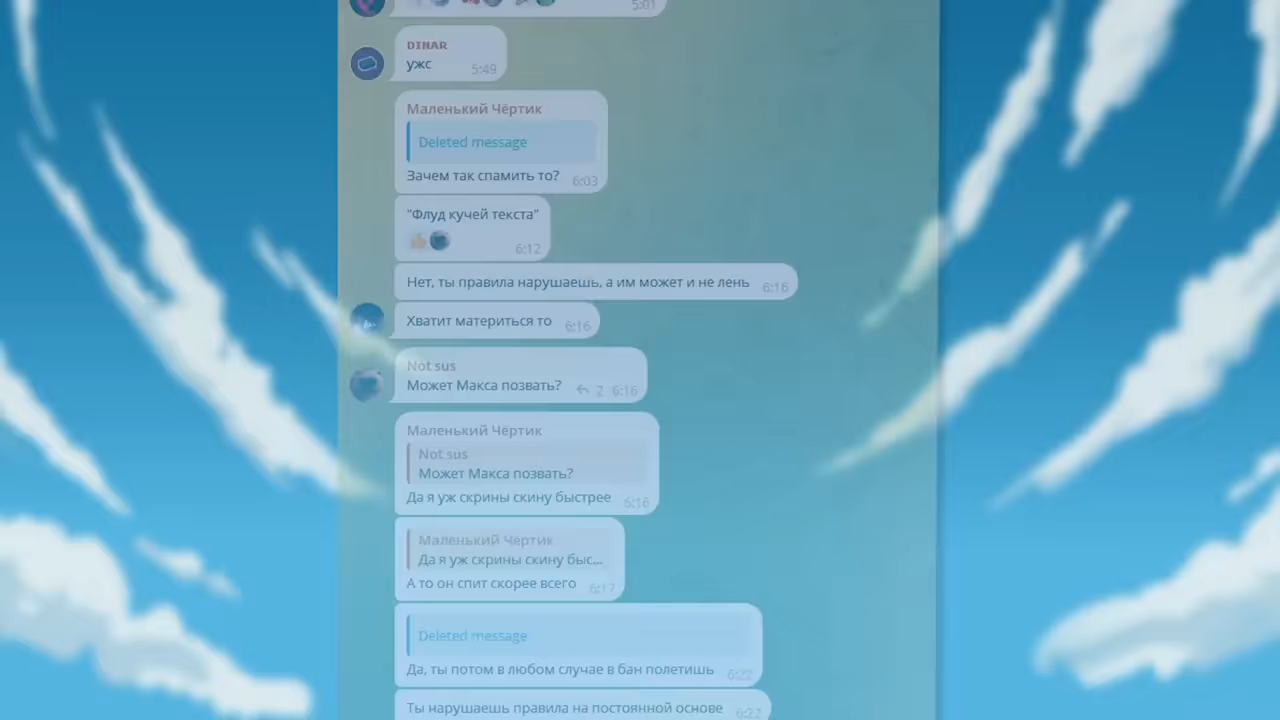 5:01
DINAR
ужс 5:49
Маленький Чёртик
Deleted message
Зачем так спамить то? 6:03
"Флуд кучей текста"
6:12
Нет, ты правила нарушаешь, а им может и не лень 6:16
Хватит материться то 6:16
Not sus
Может Макса позвать? 2 6:16
Маленький Чёртик
Not sus
Может Макса позвать?
Да я уж скрины скину быстрее 6:16
Маленький Чёртик
Да я уж скрины скину быс...
А то он спит скорее всего 6:17
Deleted message
Да, ты потом в любом случае в бан полетишь 6:22
Ты нарушаешь правила на постоянной основе 6:22